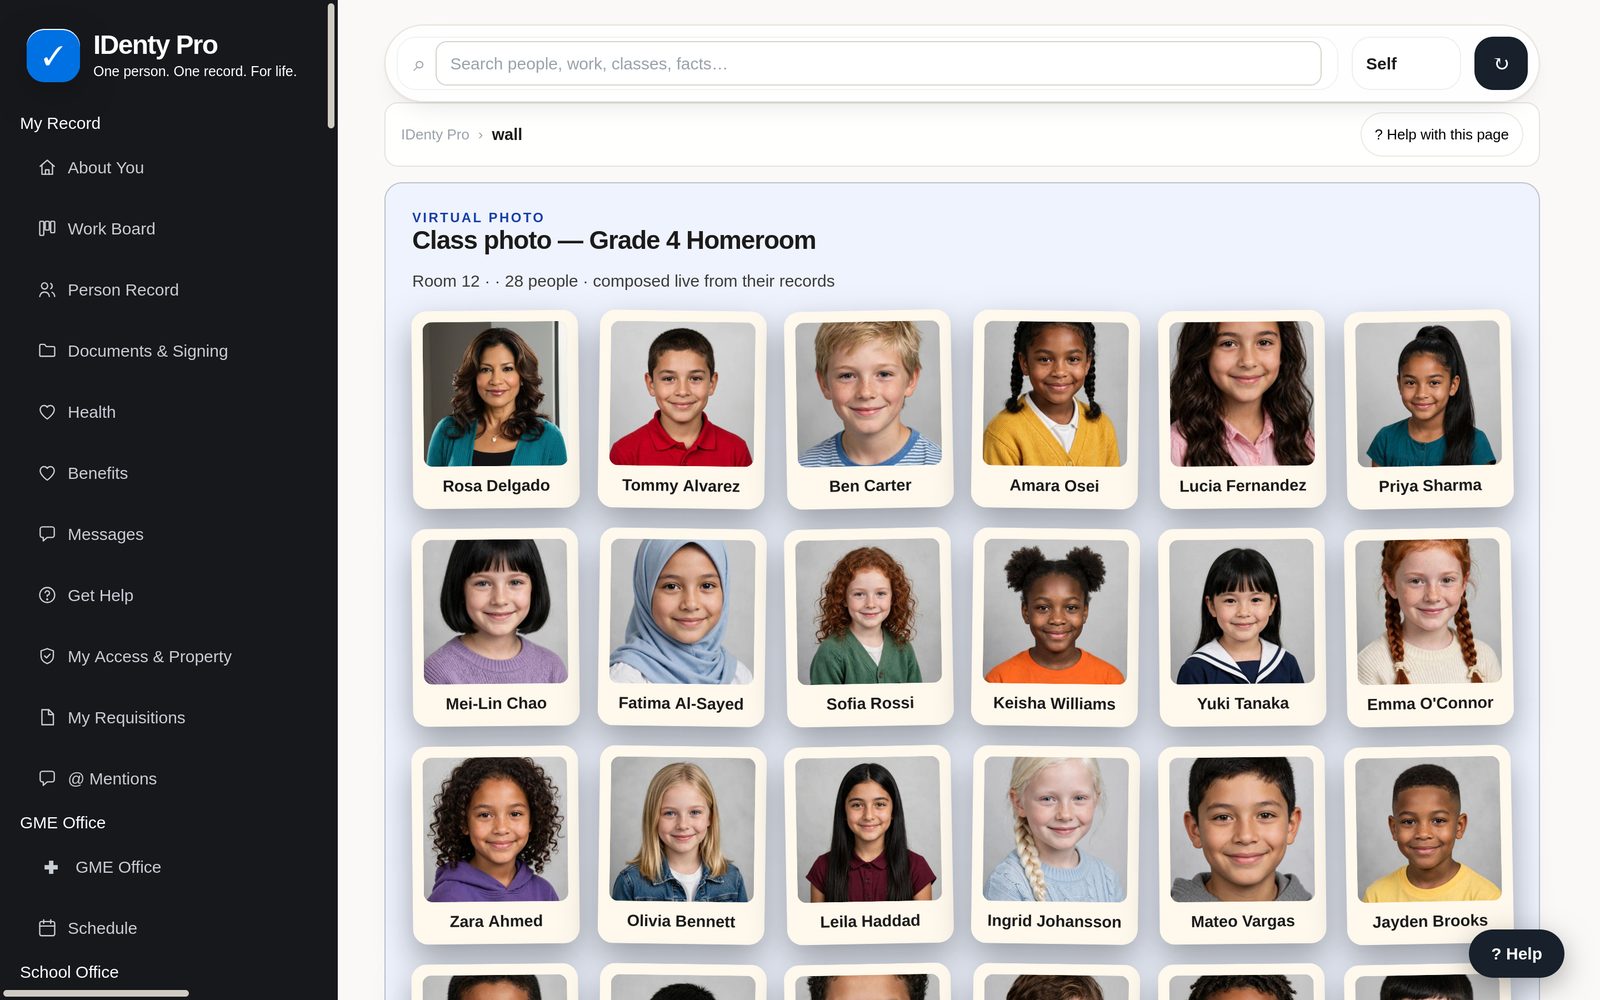 IDenty Pro
One person. One record. For life.
My Record
About You
Work Board
Person Record
Documents & Signing
Health
Benefits
Messages
Get Help
My Access & Property
My Requisitions
@ Mentions
GME Office
GME Office
Schedule
School Office
Search people, work, classes, facts…
Self
IDenty Pro › wall
? Help with this page
VIRTUAL PHOTO
Class photo — Grade 4 Homeroom
Room 12 · · 28 people · composed live from their records
Rosa Delgado
Tommy Alvarez
Ben Carter
Amara Osei
Lucia Fernandez
Priya Sharma
Mei-Lin Chao
Fatima Al-Sayed
Sofia Rossi
Keisha Williams
Yuki Tanaka
Emma O'Connor
Zara Ahmed
Olivia Bennett
Leila Haddad
Ingrid Johansson
Mateo Vargas
Jayden Brooks
? Help